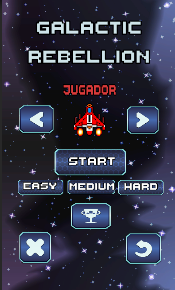 GALACTIC
REBELLION
JUGADOR
START
EASY MEDIUM HARD